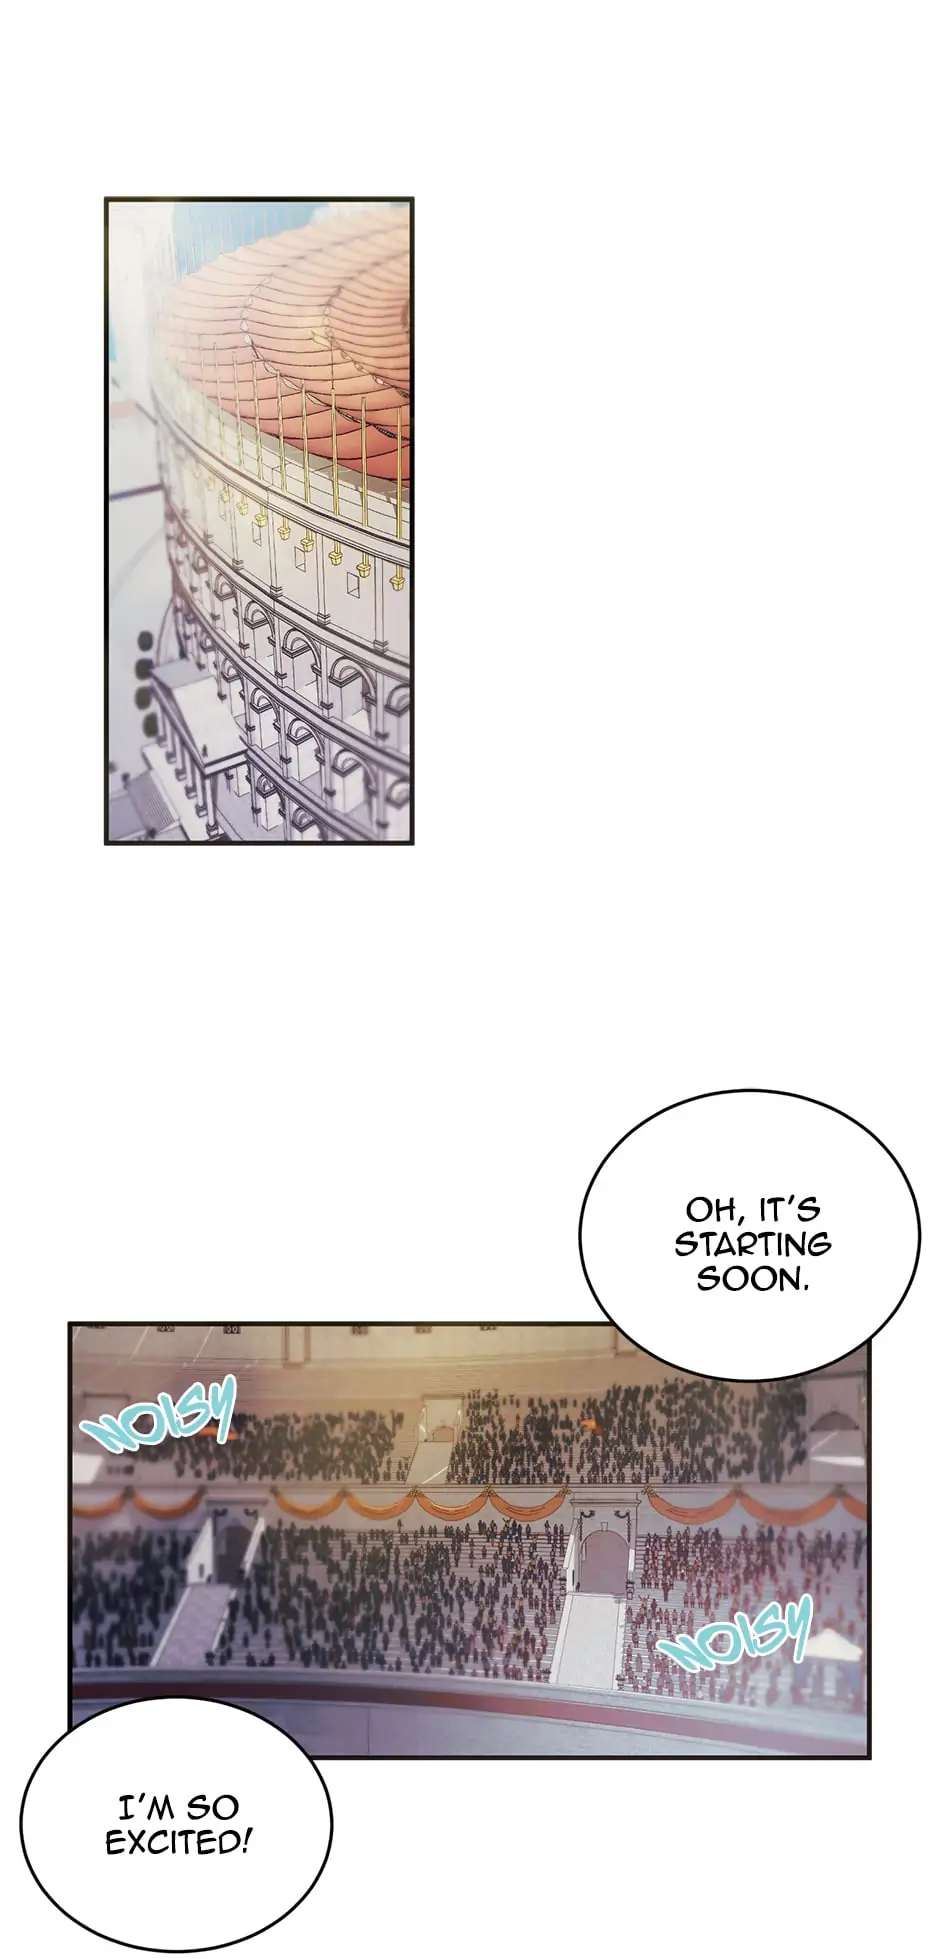 OH, IT'S
STARTING
SOON.
NOISY
NOISY
I'M SO
EXCITED!